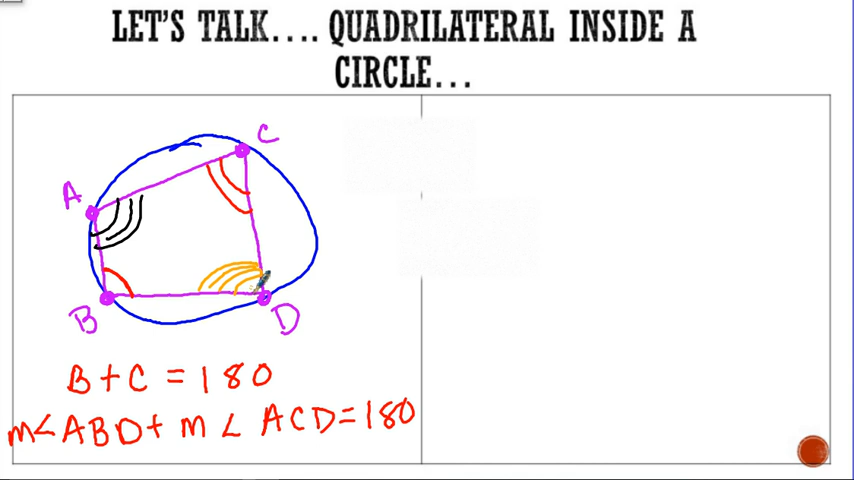 LET'S TALK.... QUADRILATERAL INSIDE A
CIRCLE...
C
A
B
D
B + C = 180
m< ABD + m < ACD = 180